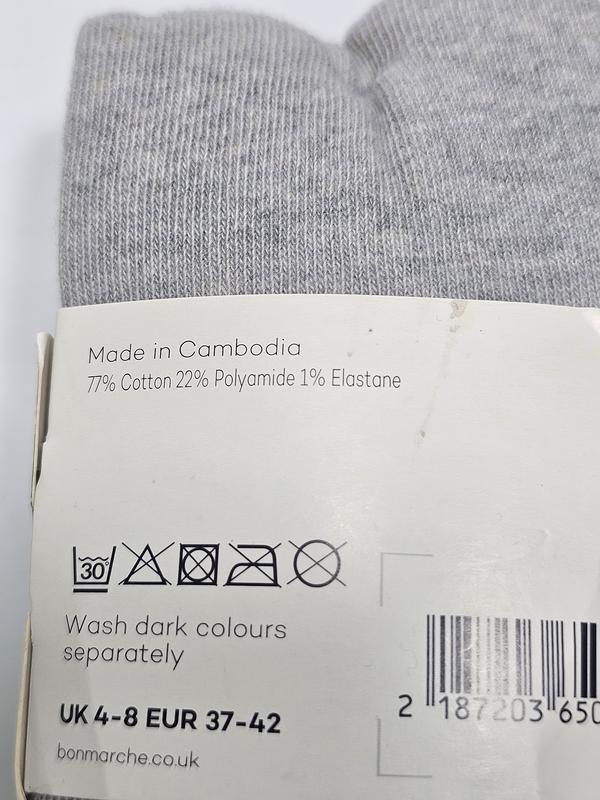 Made in Cambodia
77% Cotton 22% Polyamide 1% Elastane
30°
Wash dark colours
separately
UK 4-8 EUR 37-42
bonmarche.co.uk
2 187203 650